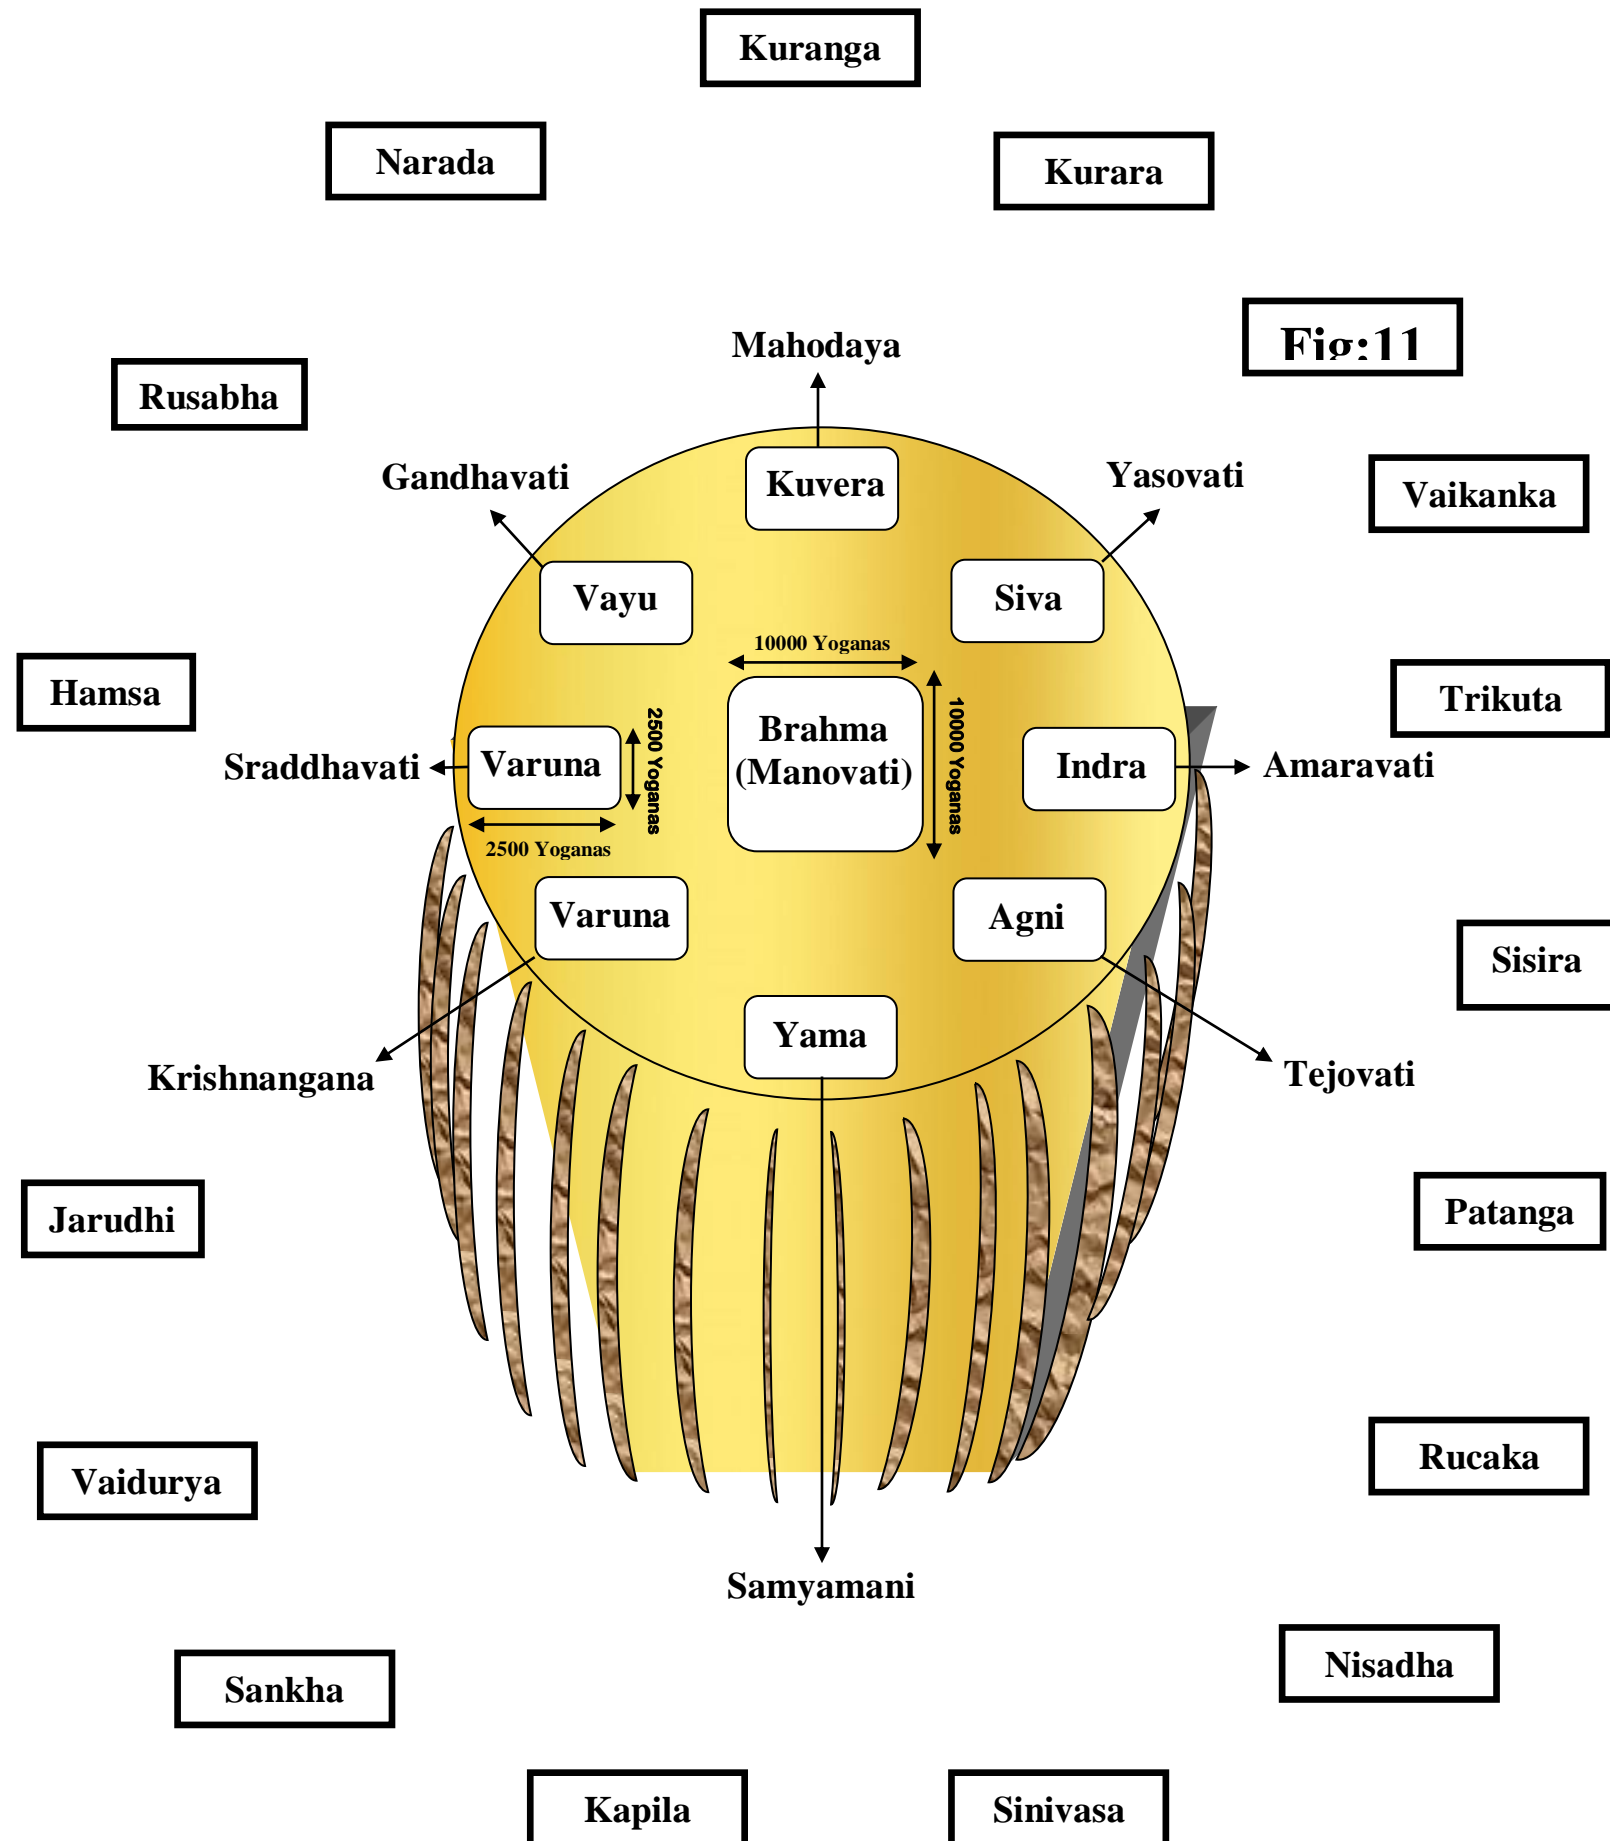 Kuranga
Narada
Kurara
Fig:11
Mahodaya
Rusabha
Gandhavati
Kuvera
Yasovati
Vaikanka
Vayu
Siva
10000 Yoganas
Hamsa
Trikuta
Sraddhavati
Varuna
2500 Yoganas
2500 Yoganas
Brahma
(Manovati)
10000 Yoganas
Indra
Amaravati
Varuna
Agni
Sisira
Yama
Krishnangana
Tejovati
Jarudhi
Patanga
Vaidurya
Rucaka
Samyamani
Sankha
Nisadha
Kapila
Sinivasa